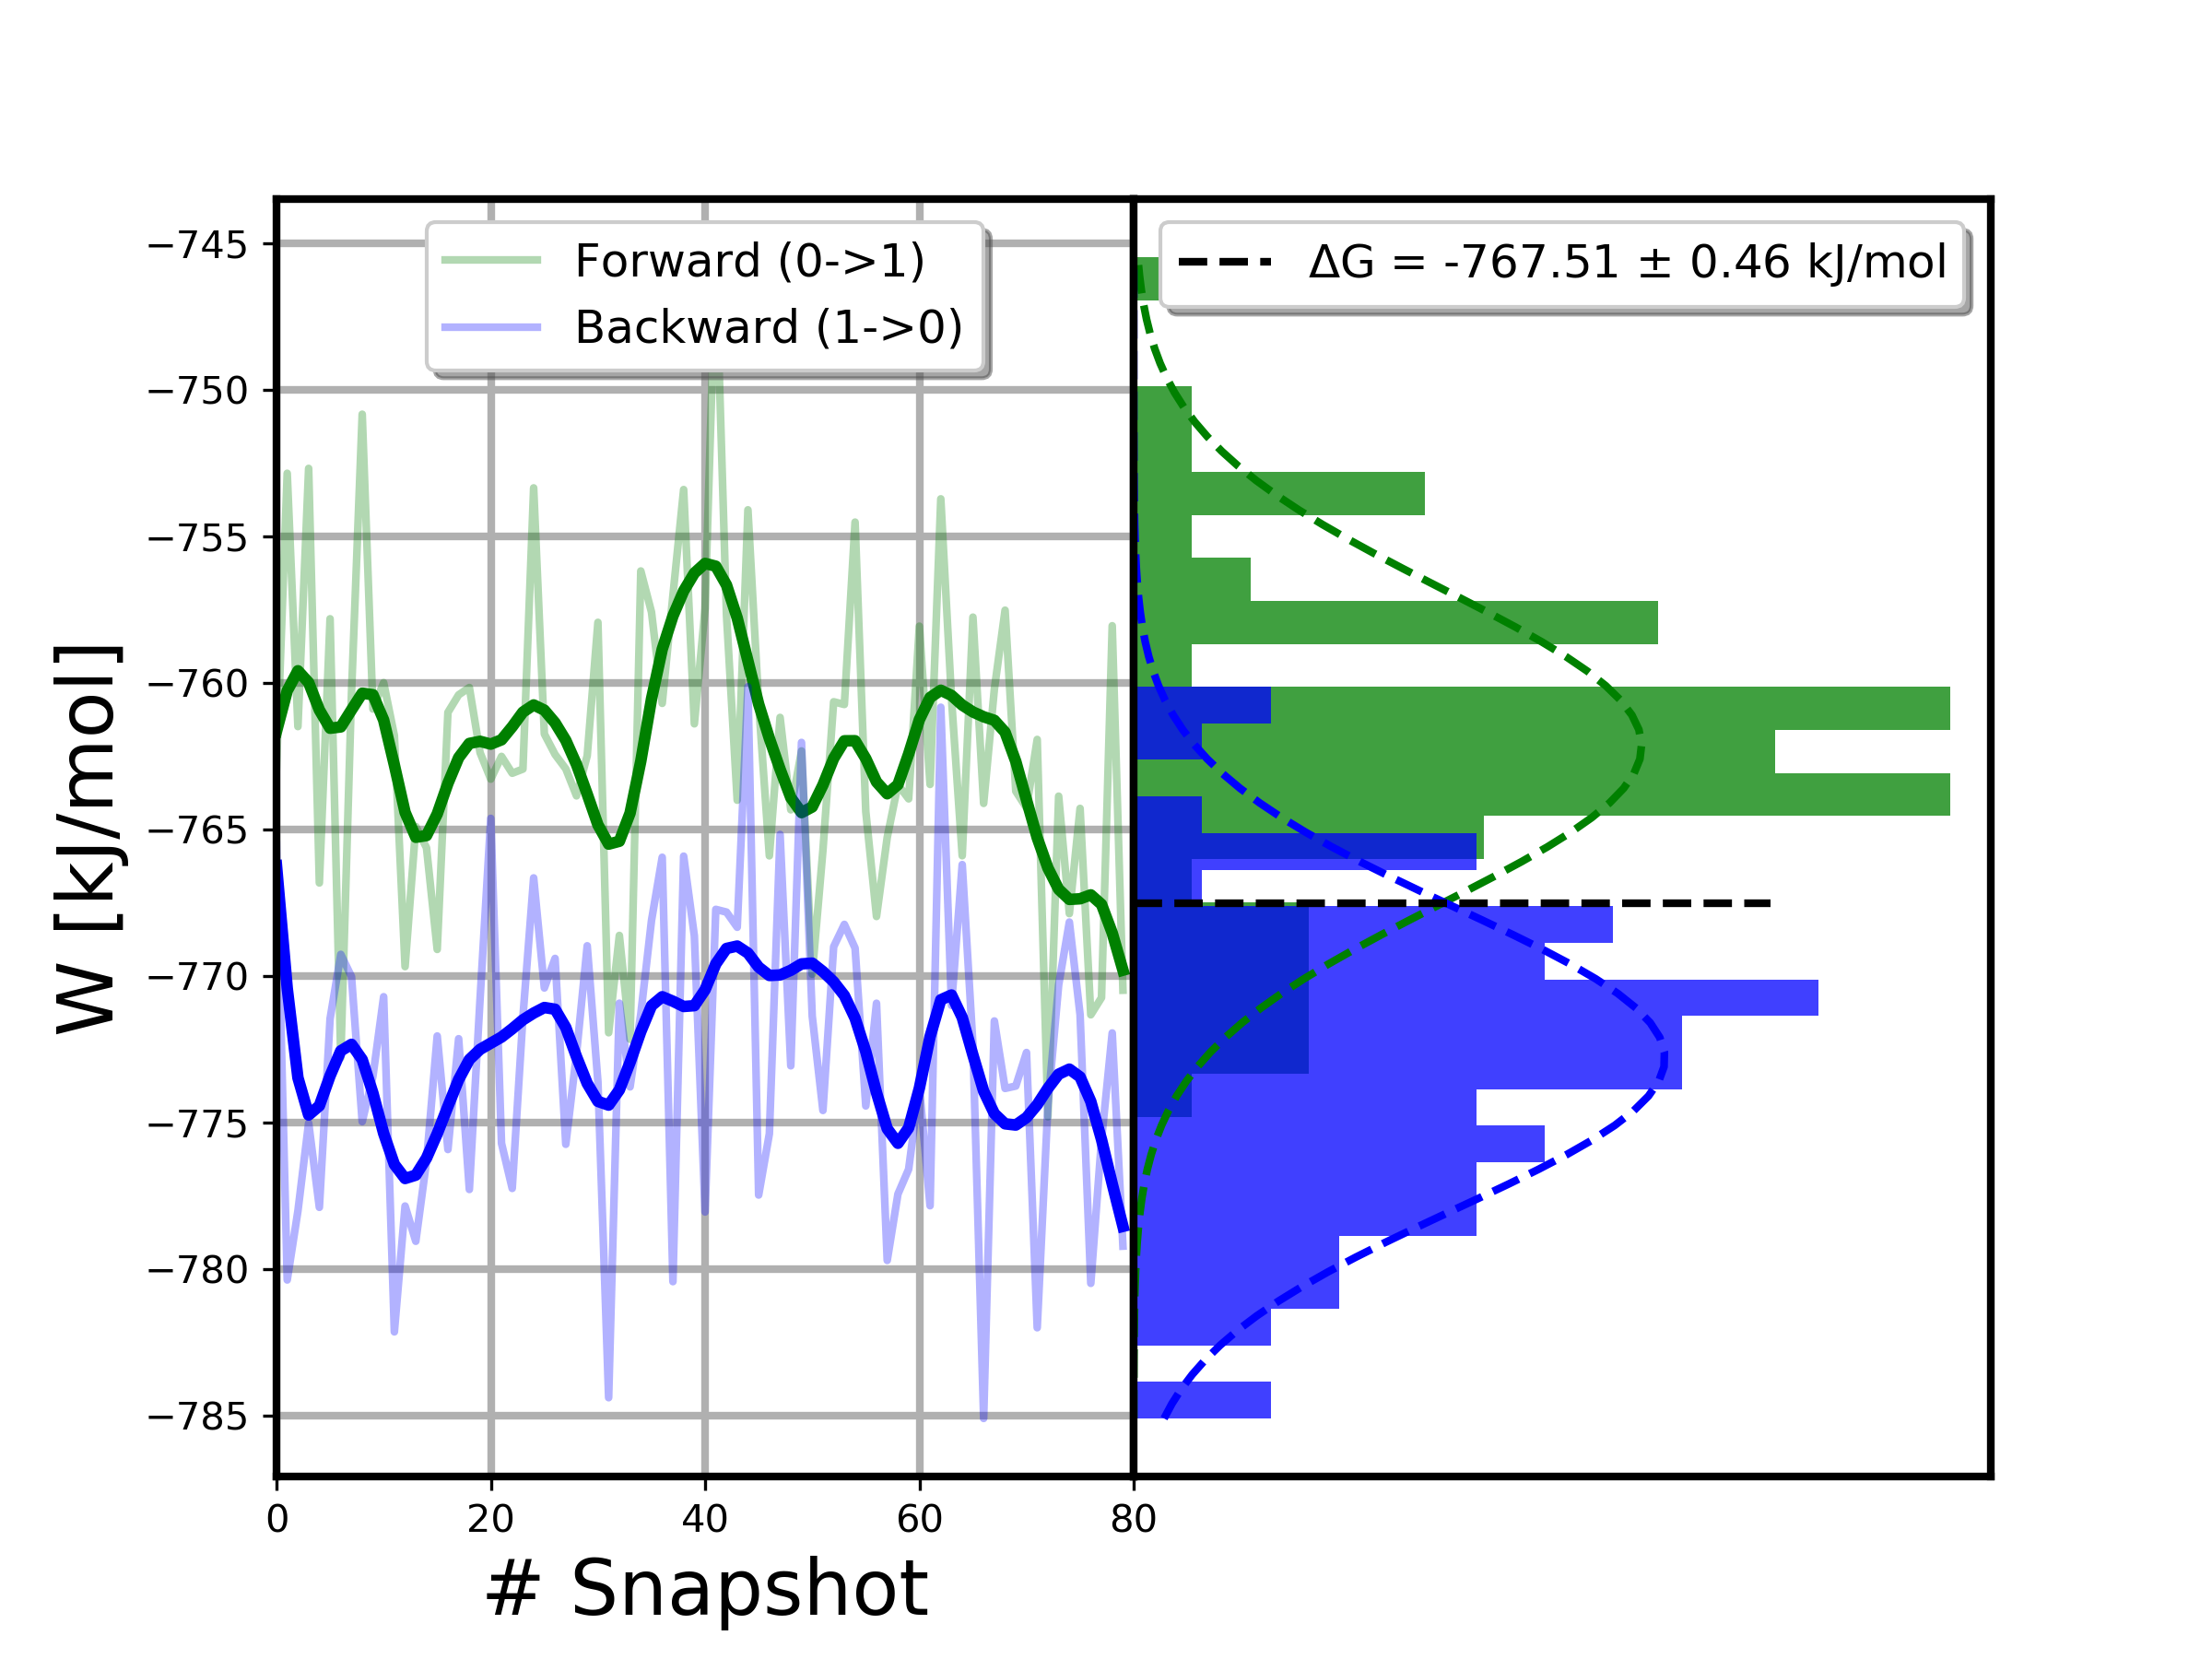 W [kJ/mol]
−745
−750
−755
−760
−765
−770
−775
−780
−785
Forward (0->1)
Backward (1->0)
ΔG = -767.51 ± 0.46 kJ/mol
0 20 40 60 80
# Snapshot